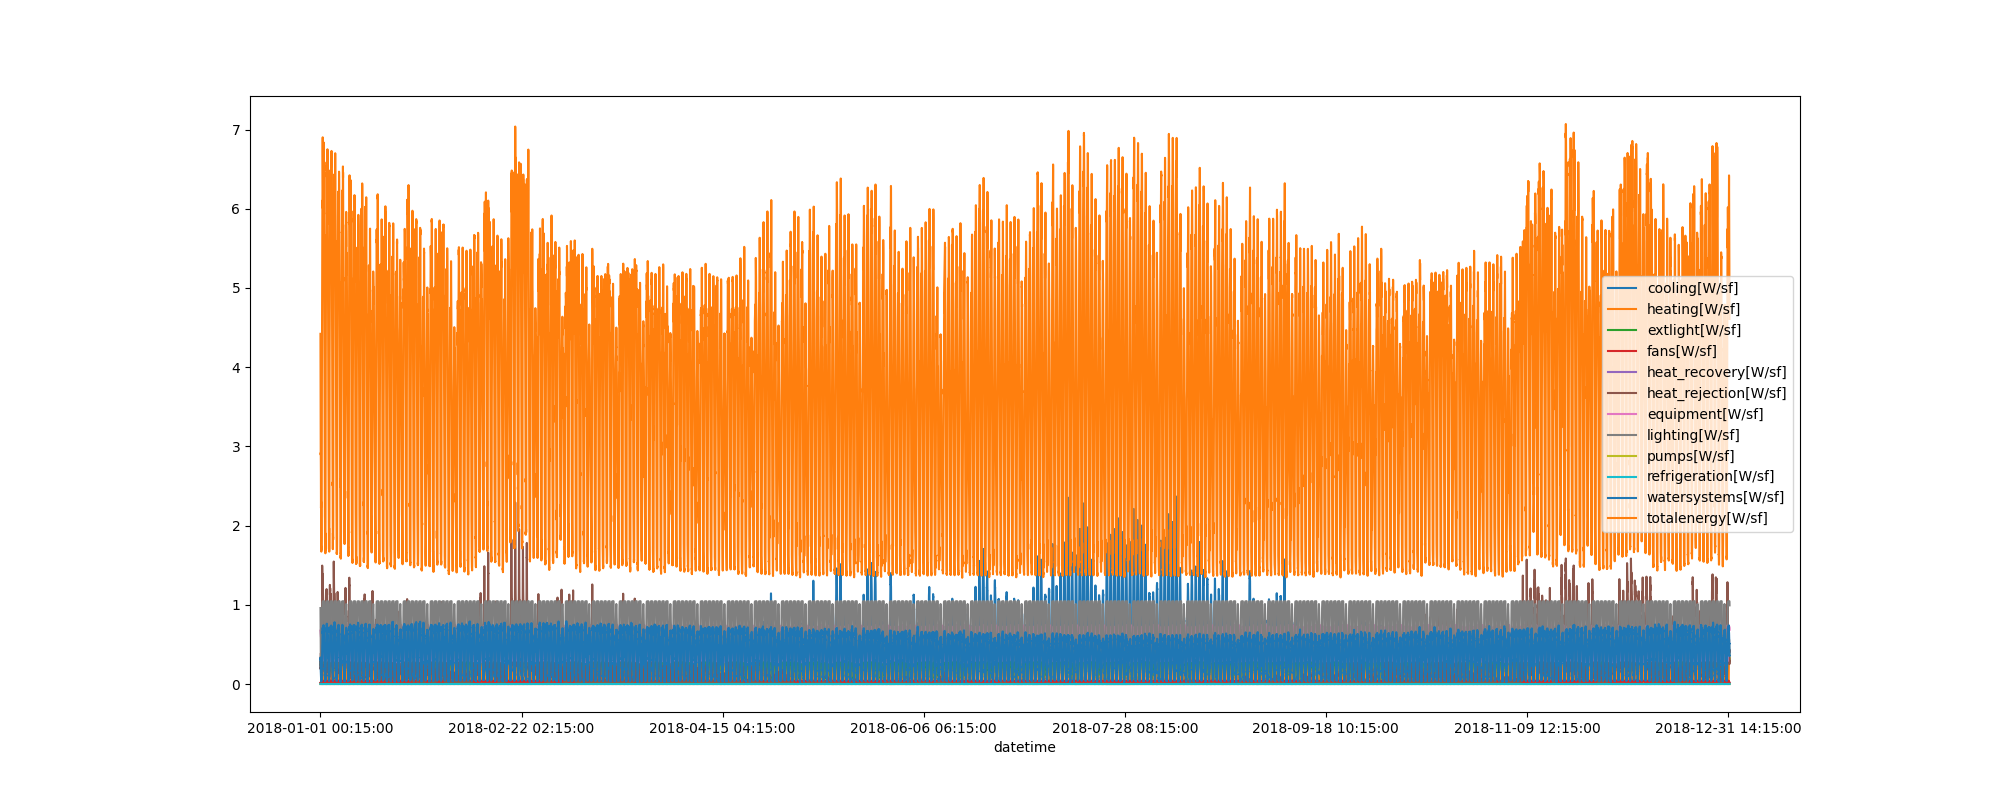 7
6
5
4
3
2
1
0
cooling[W/sf]
heating[W/sf]
extlight[W/sf]
fans[W/sf]
heat_recovery[W/sf]
heat_rejection[W/sf]
equipment[W/sf]
lighting[W/sf]
pumps[W/sf]
refrigeration[W/sf]
watersystems[W/sf]
totalenergy[W/sf]
2018-01-01 00:15:00 2018-02-22 02:15:00 2018-04-15 04:15:00 2018-06-06 06:15:00 2018-07-28 08:15:00 2018-09-18 10:15:00 2018-11-09 12:15:00 2018-12-31 14:15:00
datetime